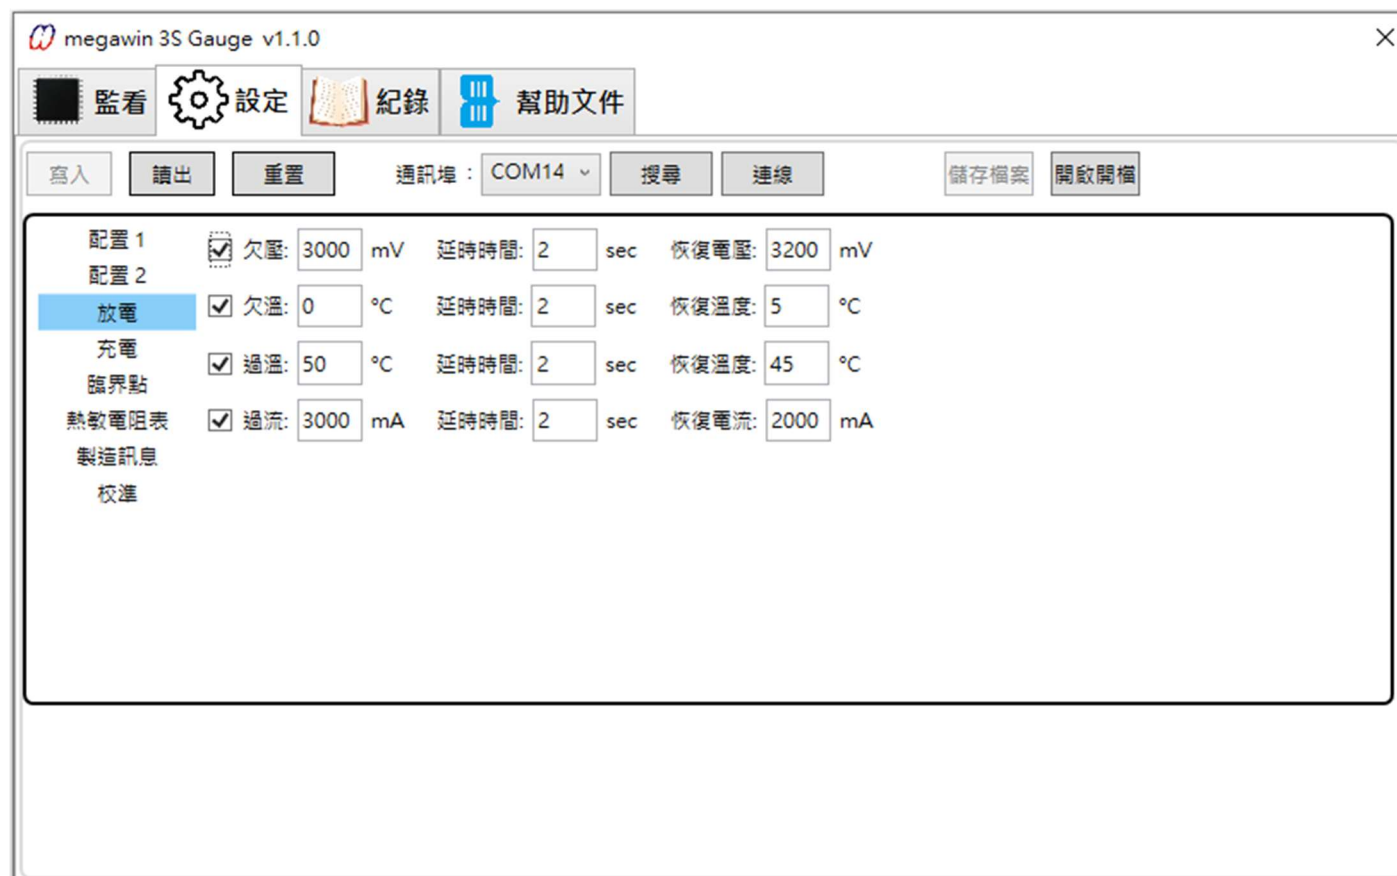 megawin 3S Gauge v1.1.0
監看 設定 紀錄 幫助文件
寫入 讀出 重置 通訊埠： COM14 搜尋 連線 儲存檔案 開啟開檔
配置 1
配置 2
放電
充電
臨界點
熱敏電阻表
製造訊息
校準
欠壓: 3000 mV 延時時間: 2 sec 恢復電壓: 3200 mV
欠溫: 0 °C 延時時間: 2 sec 恢復溫度: 5 °C
過溫: 50 °C 延時時間: 2 sec 恢復溫度: 45 °C
過流: 3000 mA 延時時間: 2 sec 恢復電流: 2000 mA